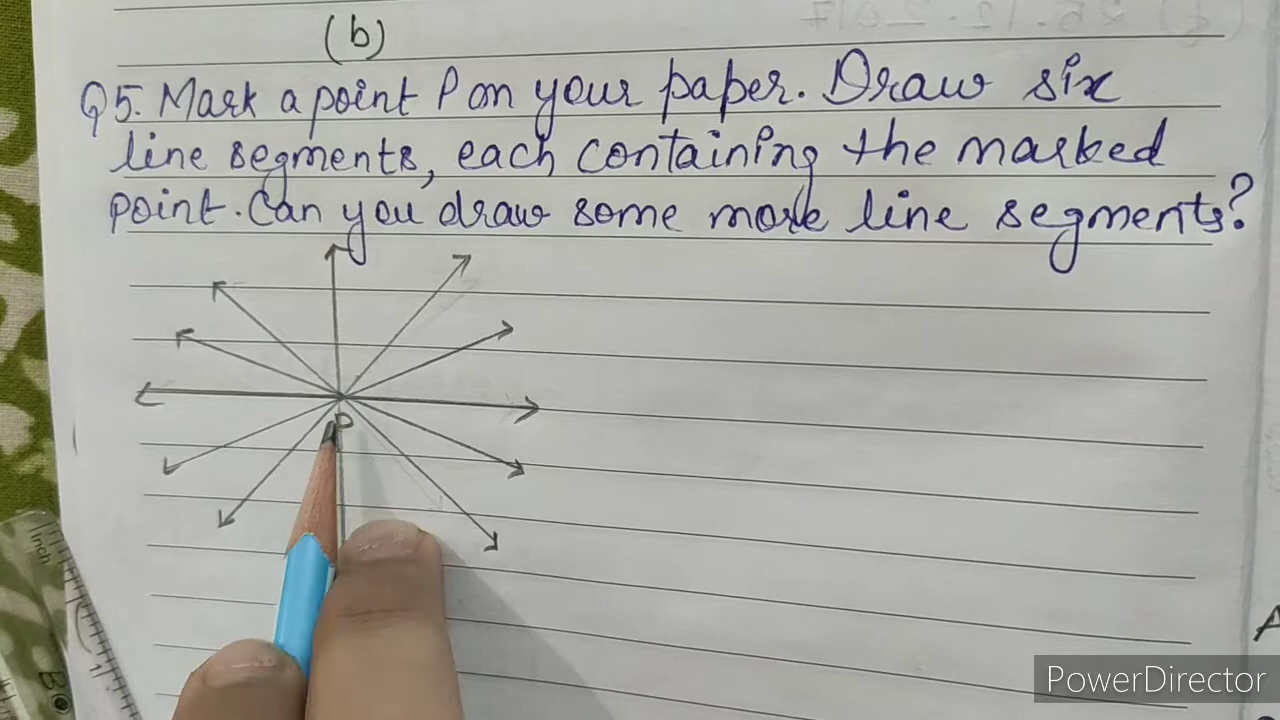 (b)
Q5. Mark a point P on your paper. Draw six
line segments, each containing the marked
point. Can you draw some more line segments?
P
Inch
PowerDirector